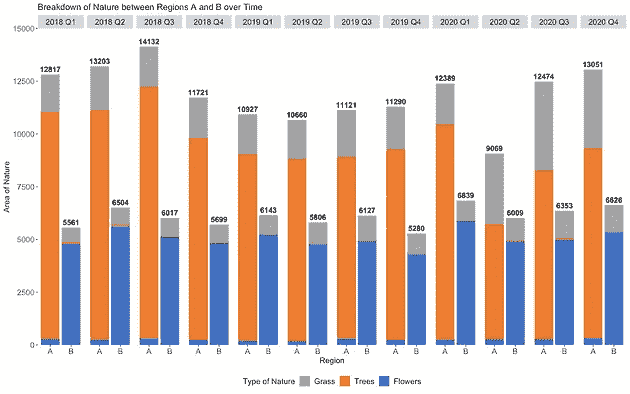 Breakdown of Nature between Regions A and B over Time
2018 Q1 2018 Q2 2018 Q3 2018 Q4 2019 Q1 2019 Q2 2019 Q3 2019 Q4 2020 Q1 2020 Q2 2020 Q3 2020 Q4
15000
12500
10000
7500
5000
2500
0
Area of Nature
12817 5561 13203 6504 14132 6017 11721 5699 10927 6143 10660 5806 11121 6127 11290 5280 12389 6839 9069 6009 12474 6353 13051 6626
A B A B A B A B A B A B A B A B A B A B A B A B
Region
Type of Nature Grass Trees Flowers